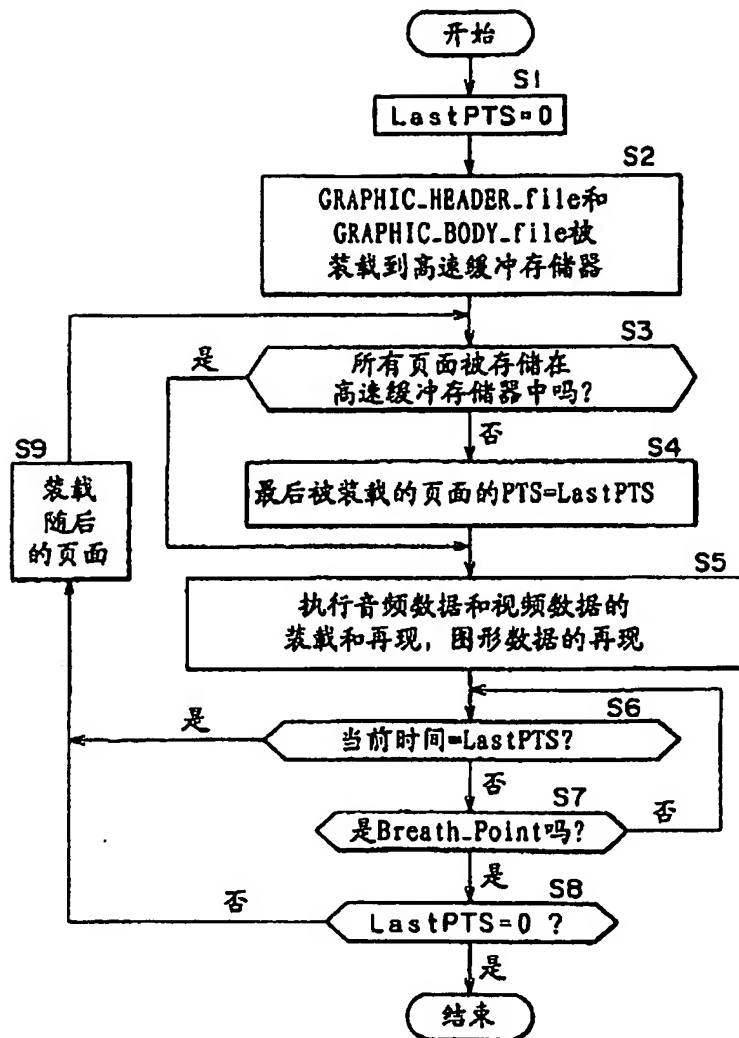 开始
S1
LastPTS=0
S2
GRAPHIC_HEADER_file和
GRAPHIC_BODY_file被
装载到高速缓冲存储器
S3
是
所有页面被存储在
高速缓冲存储器中吗?
否
S9
装载
随后
的页面
S4
最后被装载的页面的PTS=LastPTS
S5
执行音频数据和视频数据的
装载和再现,图形数据的再现
是
S6
当前时间=LastPTS?
否
S7
是Breath_Point吗?
否
是
S8
否
LastPTS=0 ?
是
结束